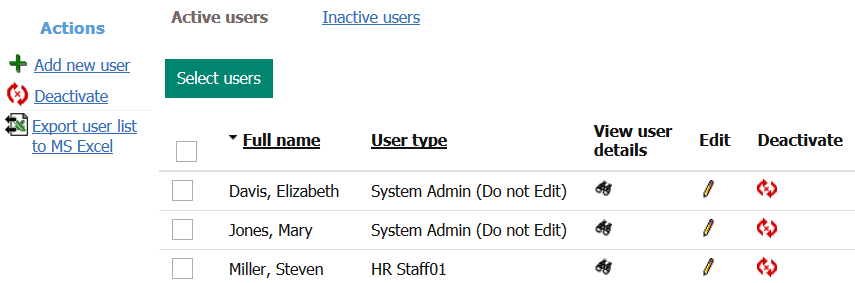 Actions
Add new user
Deactivate
Export user list
to MS Excel
Active users
Inactive users
Select users
Full name
User type
View user
details
Edit
Deactivate
Davis, Elizabeth
System Admin (Do not Edit)
Jones, Mary
System Admin (Do not Edit)
Miller, Steven
HR Staff01